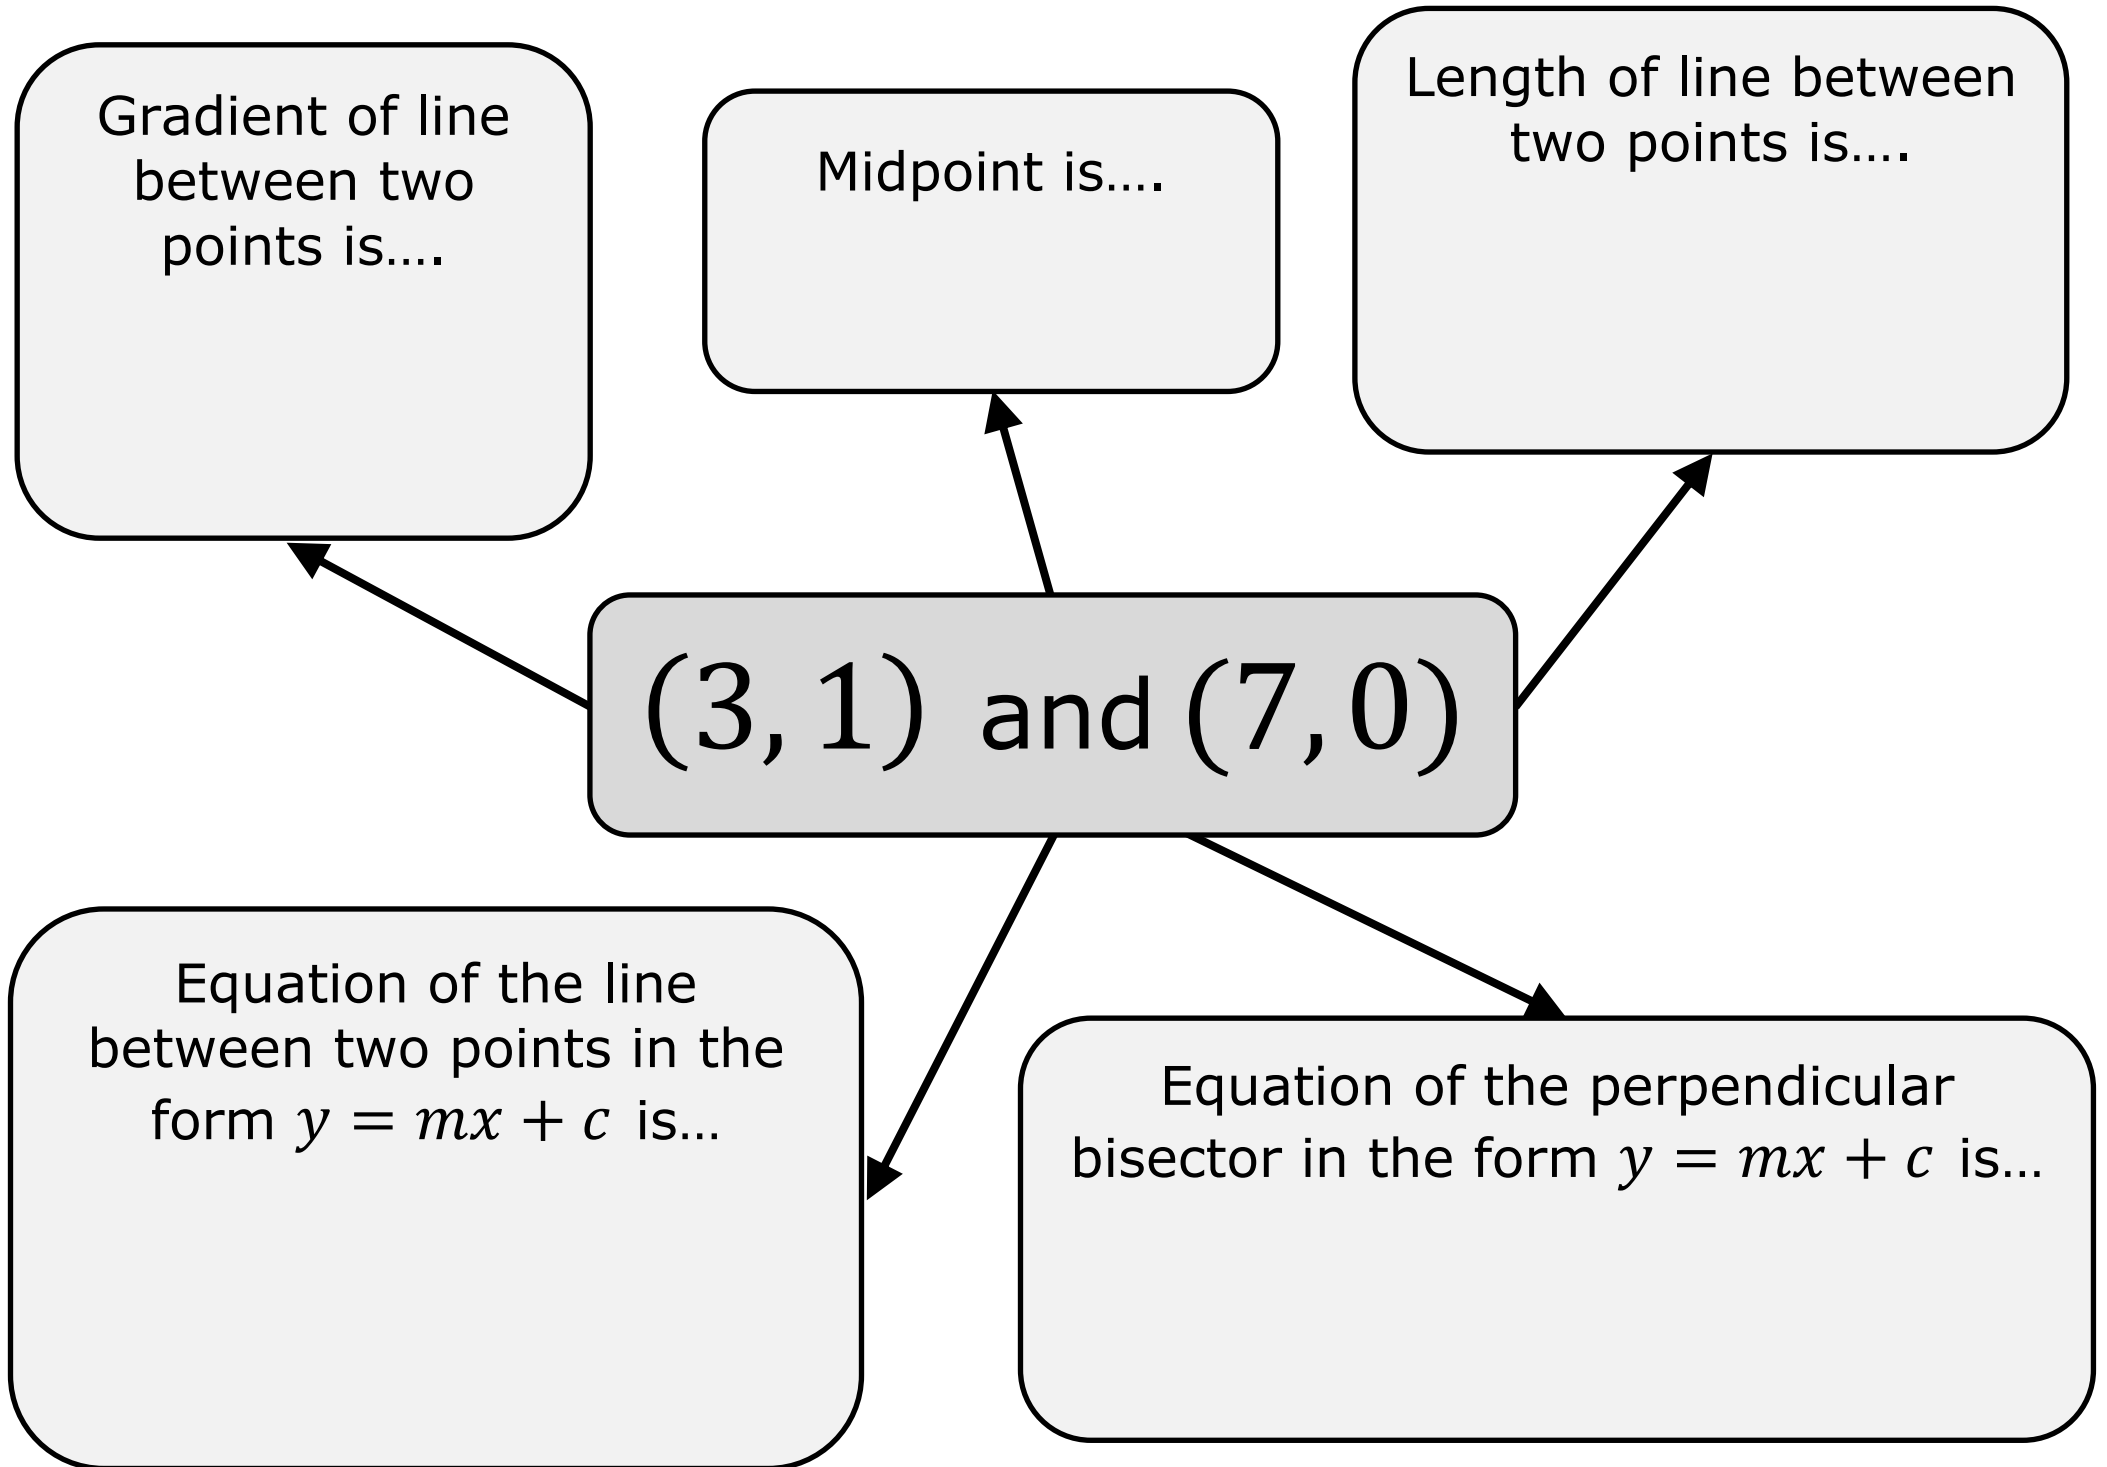 Gradient of line
between two
points is….
Midpoint is….
Length of line between
two points is….
(3, 1) and (7, 0)
Equation of the line
between two points in the
form 𝑦 = 𝑚𝑥 + 𝑐 is…
Equation of the perpendicular
bisector in the form 𝑦 = 𝑚𝑥 + 𝑐 is…